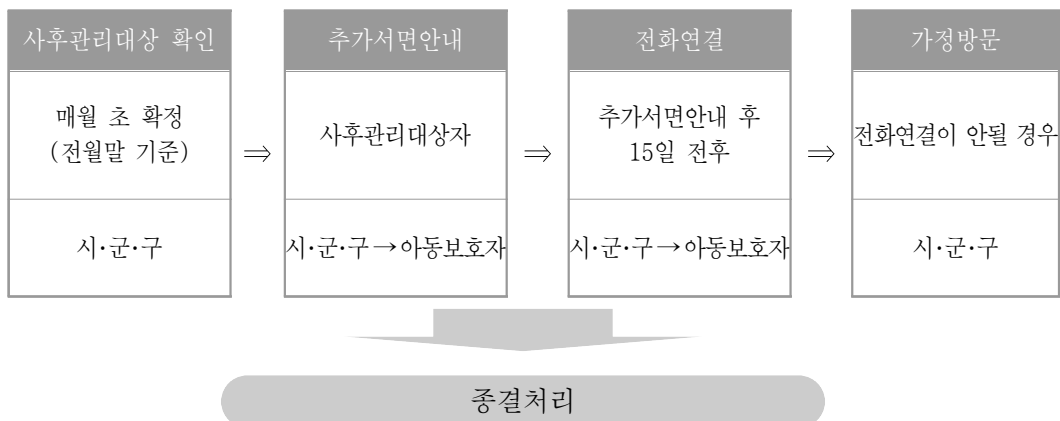 사후관리대상 확인
매월 초 확정
(전월말 기준)
시·군·구
⇒
추가서면안내
사후관리대상자
시·군·구→아동보호자
⇒
전화연결
추가서면안내 후
15일 전후
시·군·구→아동보호자
⇒
가정방문
전화연결이 안될 경우
시·군·구
종결처리